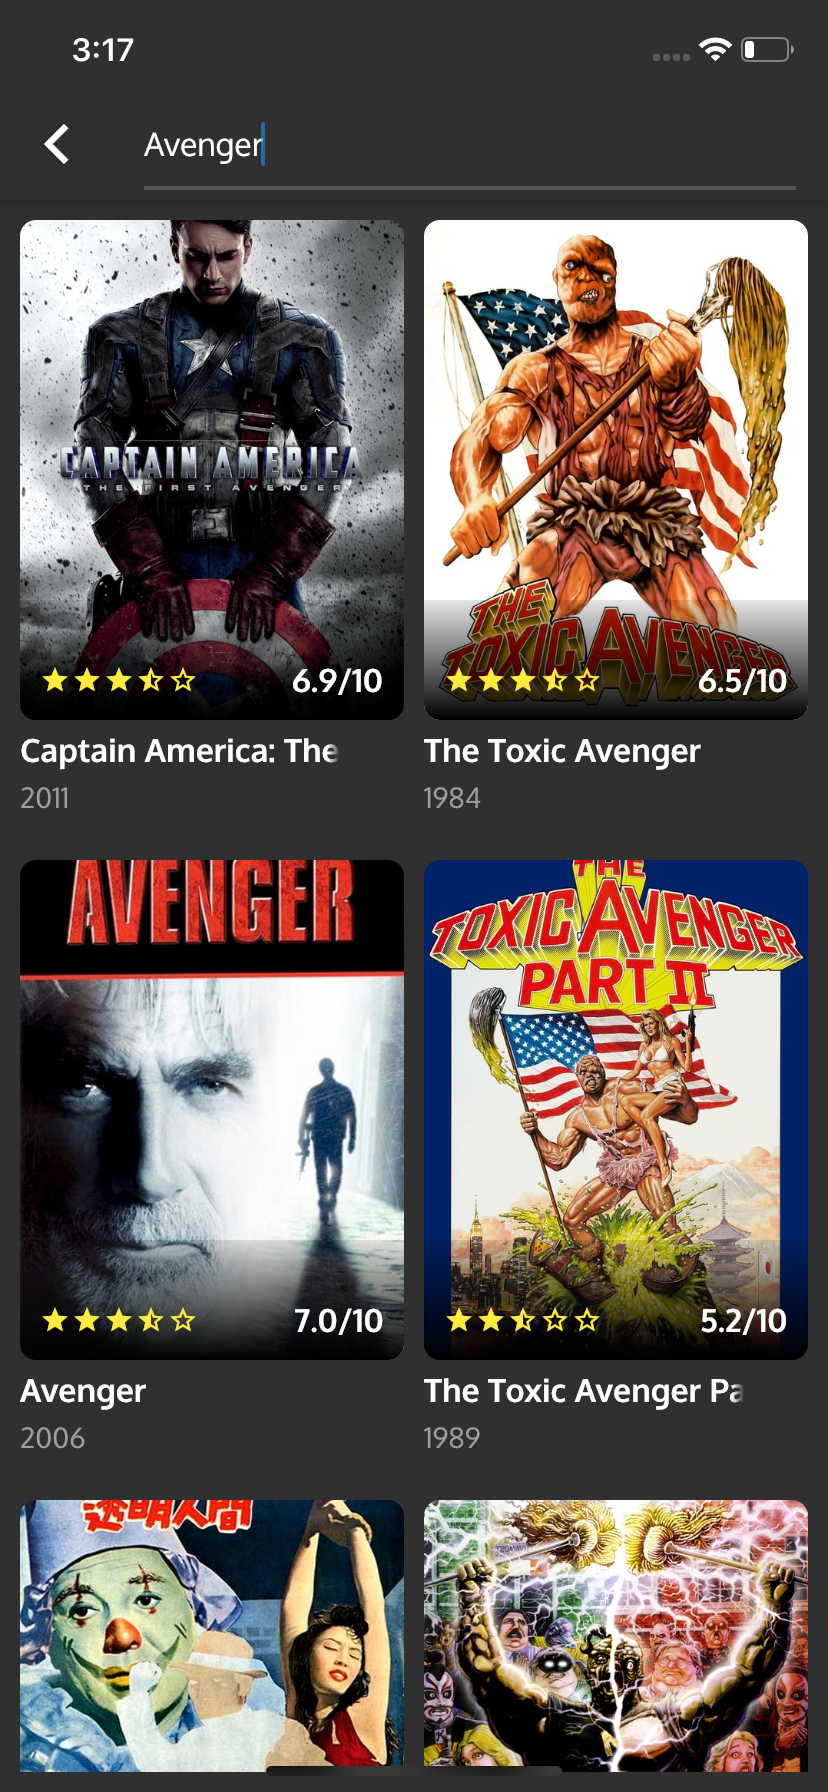 3:17
Avenger
CAPTAIN AMERICA
THE FIRST AVENGER
6.9/10
Captain America: The
2011
THE
TOXIC AVENGER
6.5/10
The Toxic Avenger
1984
AVENGER
7.0/10
Avenger
2006
THE
TOXIC AVENGER
PART II
5.2/10
The Toxic Avenger Pa
1989
透明人間